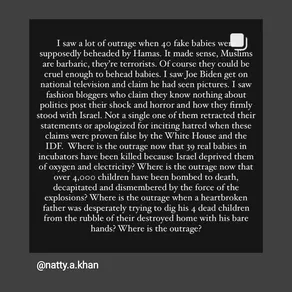 I saw a lot of outrage when 40 fake babies were
supposedly beheaded by Hamas. It made sense, Muslims
are barbaric, they're terrorists. Of course they could be
cruel enough to behead babies. I saw Joe Biden get on
national television and claim he had seen pictures. I saw
fashion bloggers who claim they know nothing about
politics post their shock and horror and how they firmly
stood with Israel. Not a single one of them retracted their
statements or apologized for inciting hatred when these
claims were proven false by the White House and the
IDF. Where is the outrage now that 39 real babies in
incubators have been killed because Israel deprived them
of oxygen and electricity? Where is the outrage now that
over 4,000 children have been bombed to death,
decapitated and dismembered by the force of the
explosions? Where is the outrage when a heartbroken
father was desperately trying to dig his 4 dead children
from the rubble of their destroyed home with his bare
hands? Where is the outrage?
@natty.a.khan